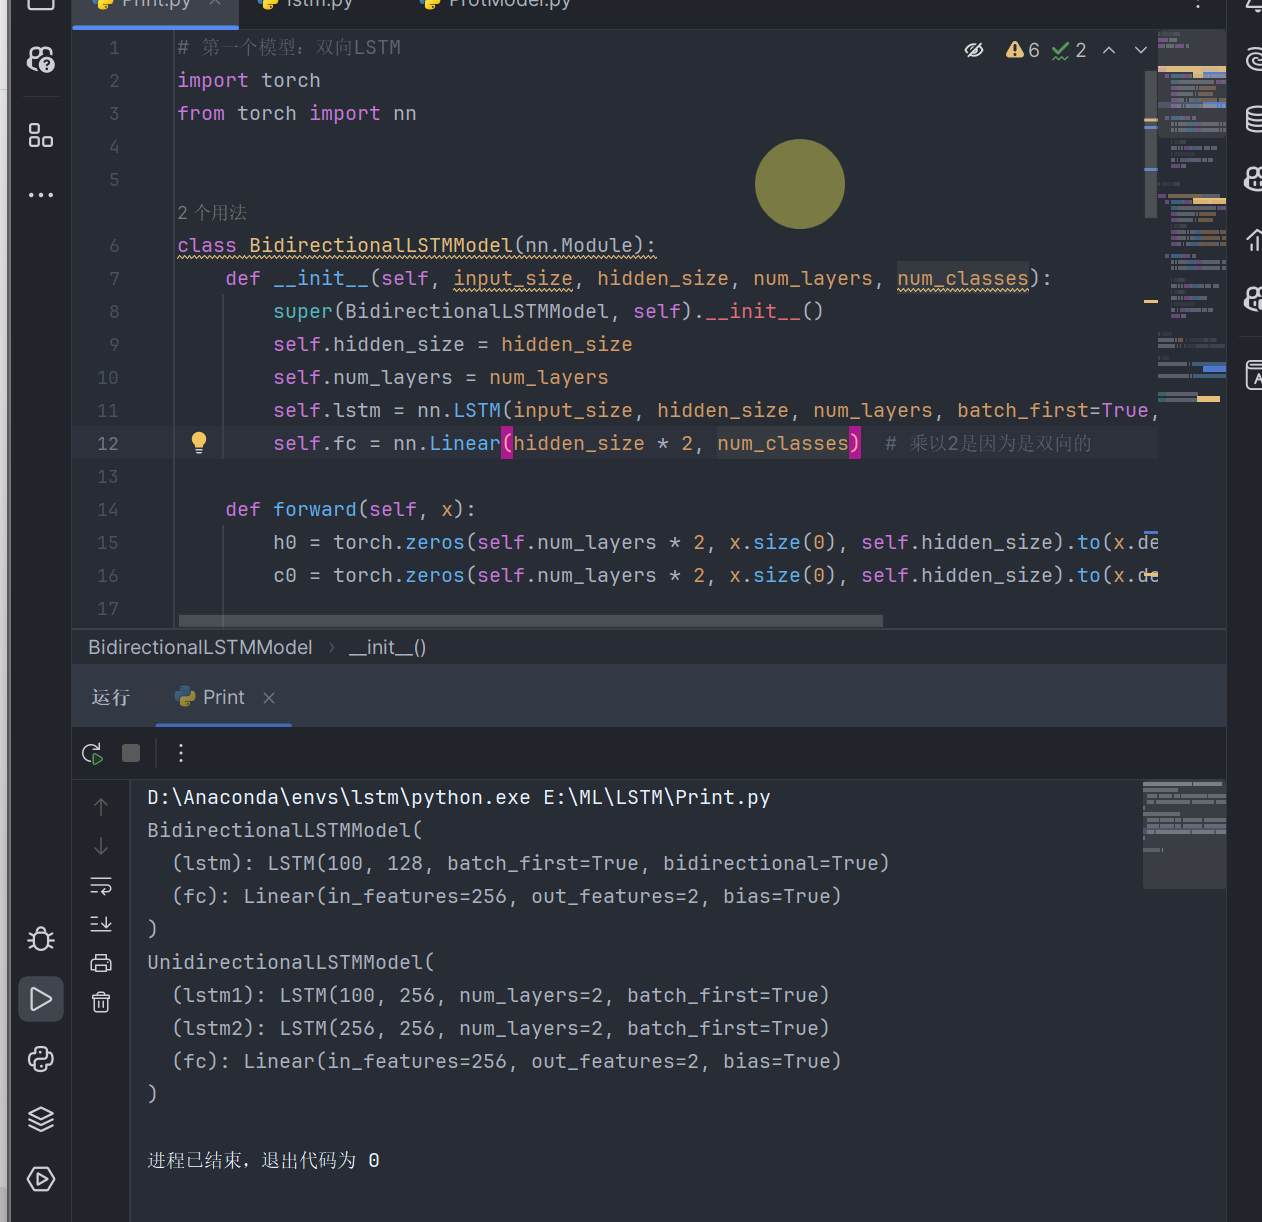 Print.py
lstm.py
ProtModel.py
6 2
1 # 第一个模型: 双向LSTM
2 import torch
3 from torch import nn
4
5
2 个用法
6 class BidirectionalLSTMModel(nn.Module):
7 def __init__(self, input_size, hidden_size, num_layers, num_classes):
8 super(BidirectionalLSTMModel, self).__init__()
9 self.hidden_size = hidden_size
10 self.num_layers = num_layers
11 self.lstm = nn.LSTM(input_size, hidden_size, num_layers, batch_first=True,
12 self.fc = nn.Linear(hidden_size * 2, num_classes) # 乘以2是因为是双向的
13
14 def forward(self, x):
15 h0 = torch.zeros(self.num_layers * 2, x.size(0), self.hidden_size).to(x.de
16 c0 = torch.zeros(self.num_layers * 2, x.size(0), self.hidden_size).to(x.de
17
BidirectionalLSTMModel › __init__()
运行 Print
D:\Anaconda\envs\lstm\python.exe E:\ML\LSTM\Print.py
BidirectionalLSTMModel(
(lstm): LSTM(100, 128, batch_first=True, bidirectional=True)
(fc): Linear(in_features=256, out_features=2, bias=True)
)
UnidirectionalLSTMModel(
(lstm1): LSTM(100, 256, num_layers=2, batch_first=True)
(lstm2): LSTM(256, 256, num_layers=2, batch_first=True)
(fc): Linear(in_features=256, out_features=2, bias=True)
)
进程已结束，退出代码为 0